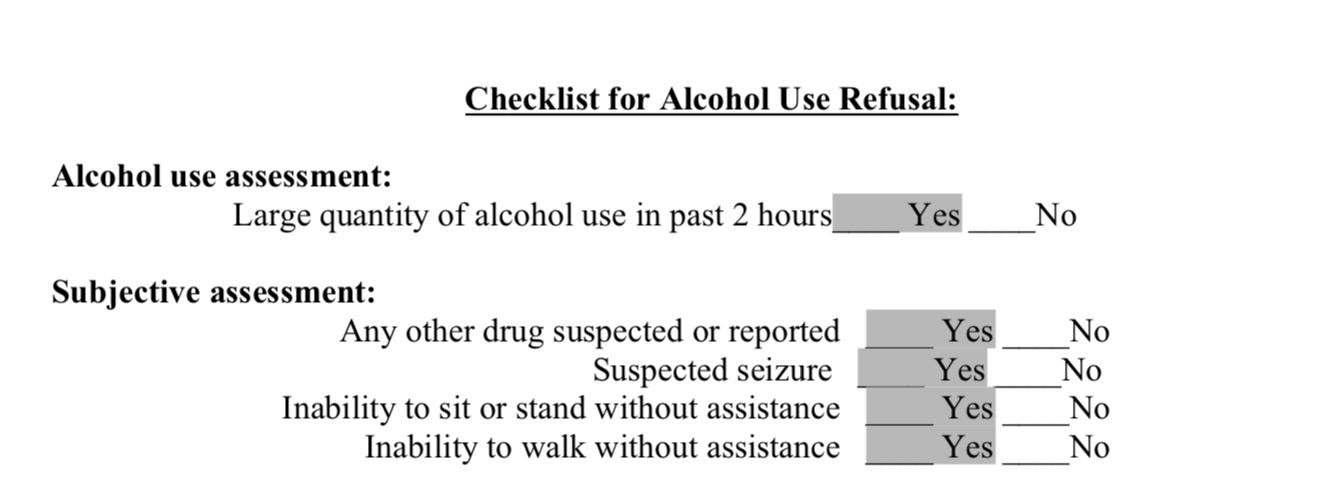 Checklist for Alcohol Use Refusal:
Alcohol use assessment:
Large quantity of alcohol use in past 2 hours____ Yes ____No
Subjective assessment:
Any other drug suspected or reported ____ Yes ____No
Suspected seizure ____ Yes ____No
Inability to sit or stand without assistance ____ Yes ____No
Inability to walk without assistance ____ Yes ____No